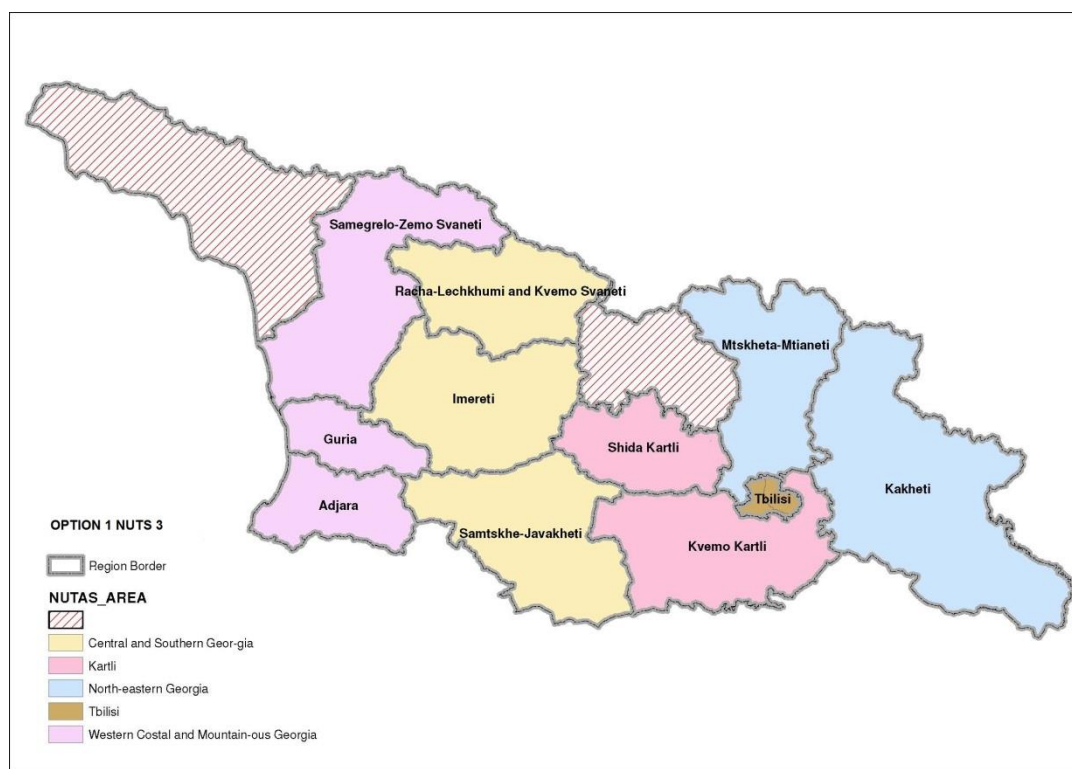 Samegrelo-Zemo Svaneti
Racha-Lechkhumi and Kvemo Svaneti
Mtskheta-Mtianeti
Imereti
Guria
Shida Kartli
Kakheti
Tbilisi
Adjara
Samtskhe-Javakheti
Kvemo Kartli
OPTION 1 NUTS 3
Region Border
NUTAS_AREA
Central and Southern Geor-gia
Kartli
North-eastern Georgia
Tbilisi
Western Costal and Mountain-ous Georgia